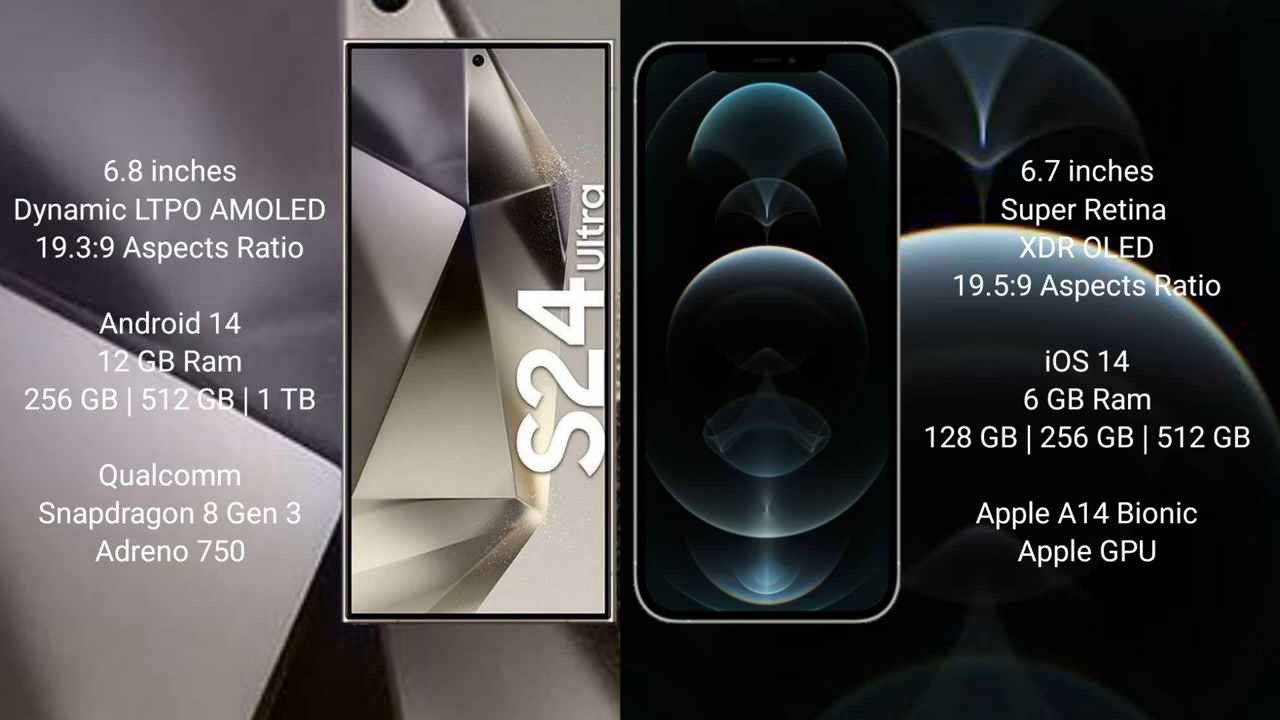 6.8 inches
Dynamic LTPO AMOLED
19.3:9 Aspects Ratio
Android 14
12 GB Ram
256 GB | 512 GB | 1 TB
Qualcomm
Snapdragon 8 Gen 3
Adreno 750
S24 Ultra
6.7 inches
Super Retina
XDR OLED
19.5:9 Aspects Ratio
iOS 14
6 GB Ram
128 GB | 256 GB | 512 GB
Apple A14 Bionic
Apple GPU